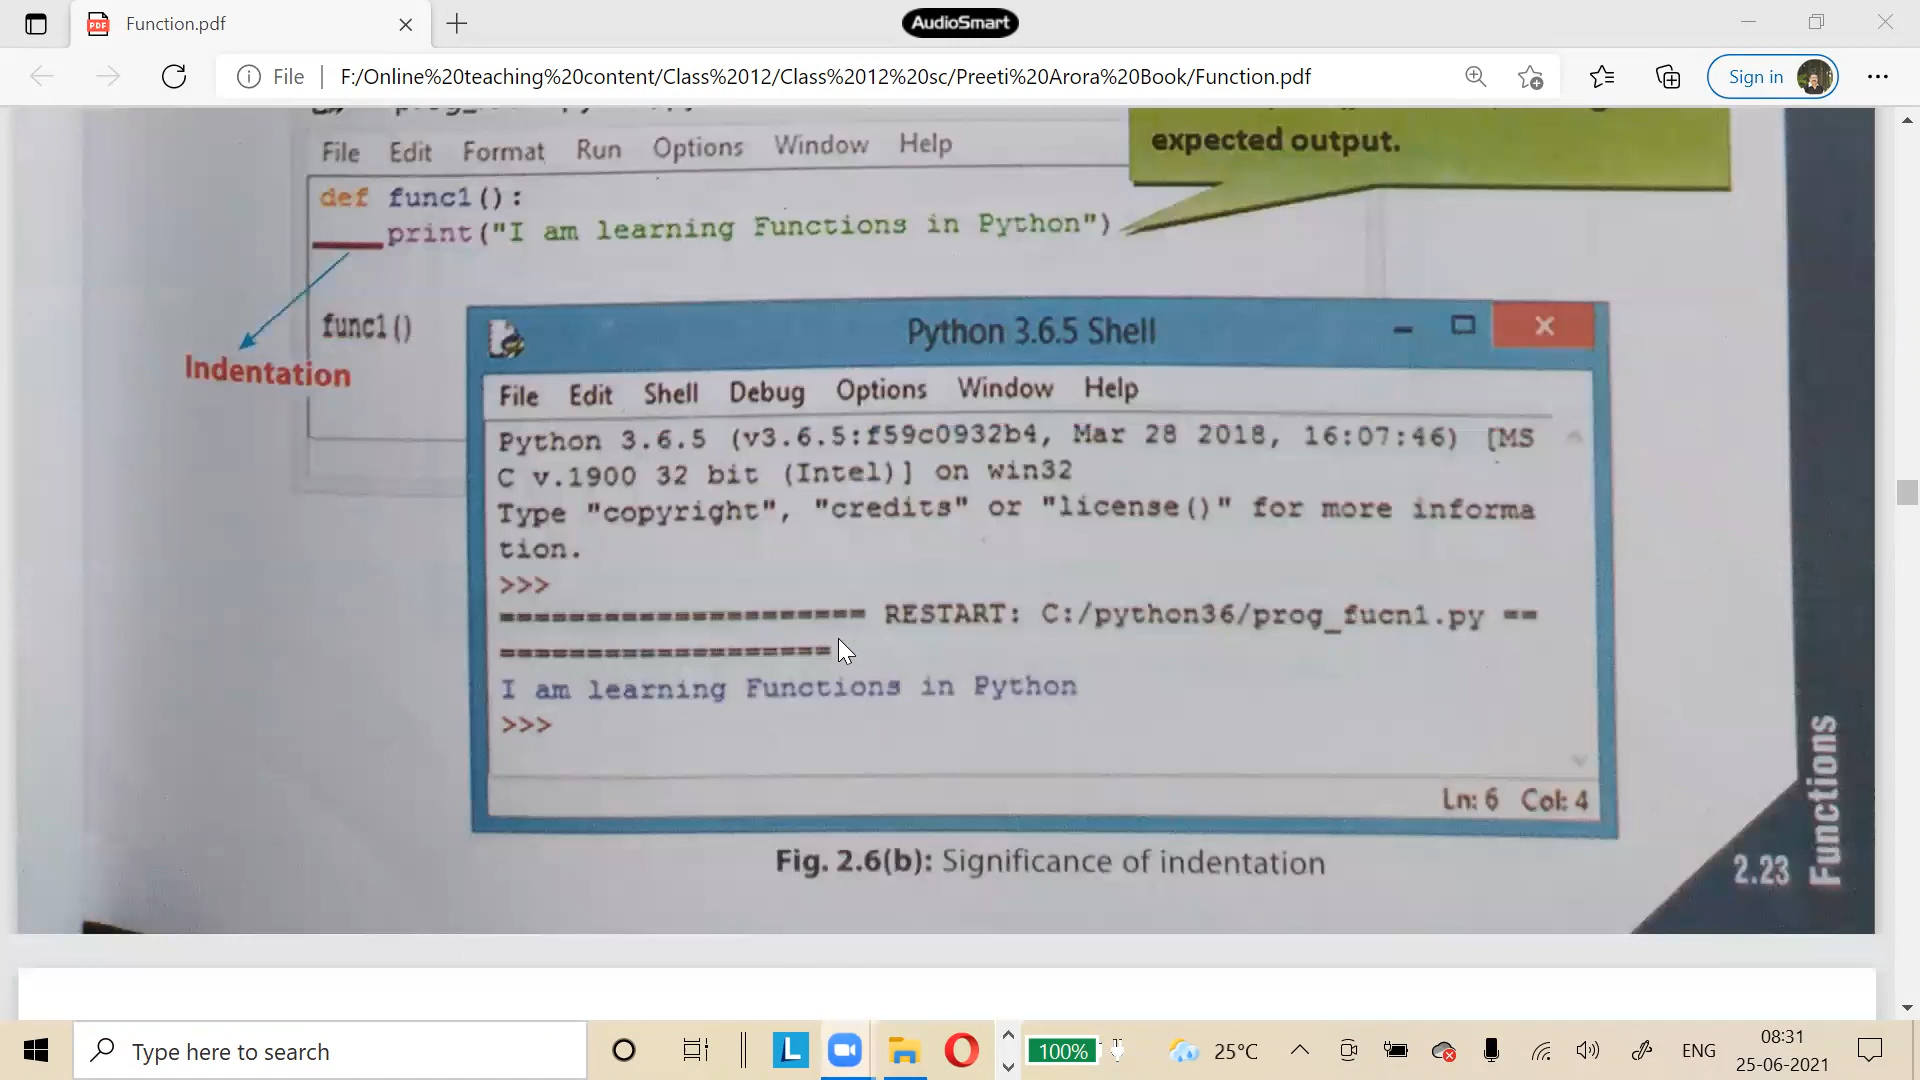 Function.pdf
AudioSmart
File
F:/Online%20teaching%20content/Class%2012/Class%2012%20sc/Preeti%20Arora%20Book/Function.pdf
Sign in
File Edit Format Run Options Window Help
expected output.
def func1():
print("I am learning Functions in Python")
func1()
Indentation
Python 3.6.5 Shell
File Edit Shell Debug Options Window Help
Python 3.6.5 (v3.6.5:f59c0932b4, Mar 28 2018, 16:07:46) [MS
C v.1900 32 bit (Intel)] on win32
Type "copyright", "credits" or "license()" for more informa
tion.
>>>
===================== RESTART: C:/python36/prog_fucn1.py ==
===================
I am learning Functions in Python
>>>
Ln: 6 Col: 4
Fig. 2.6(b): Significance of indentation
2.23
Functions
Type here to search
100%
25°C
ENG
08:31
25-06-2021